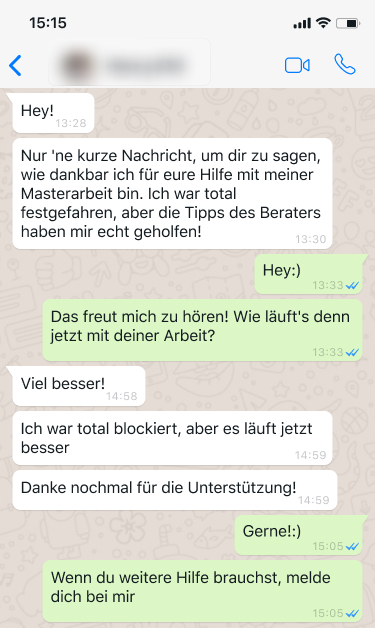 15:15
Hey!
13:28
Nur 'ne kurze Nachricht, um dir zu sagen,
wie dankbar ich für eure Hilfe mit meiner
Masterarbeit bin. Ich war total
festgefahren, aber die Tipps des Beraters
haben mir echt geholfen!
13:30
Hey:)
13:33
Das freut mich zu hören! Wie läuft's denn
jetzt mit deiner Arbeit?
13:33
Viel besser!
14:58
Ich war total blockiert, aber es läuft jetzt
besser
14:59
Danke nochmal für die Unterstützung!
14:59
Gerne!:)
15:05
Wenn du weitere Hilfe brauchst, melde
dich bei mir
15:05